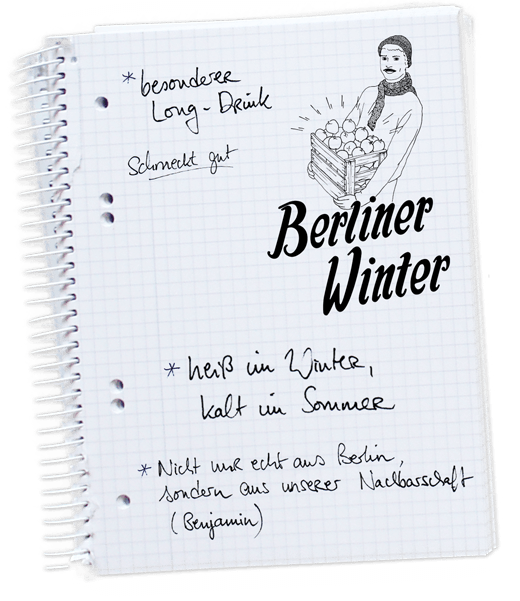 * besonderer
Long-Drink
Schmeckt gut
Berliner
Winter
* heiß im Winter,
kalt im Sommer
* Nicht nur echt aus Berlin,
sondern aus unserer Nachbarschaft
(Benjamin)